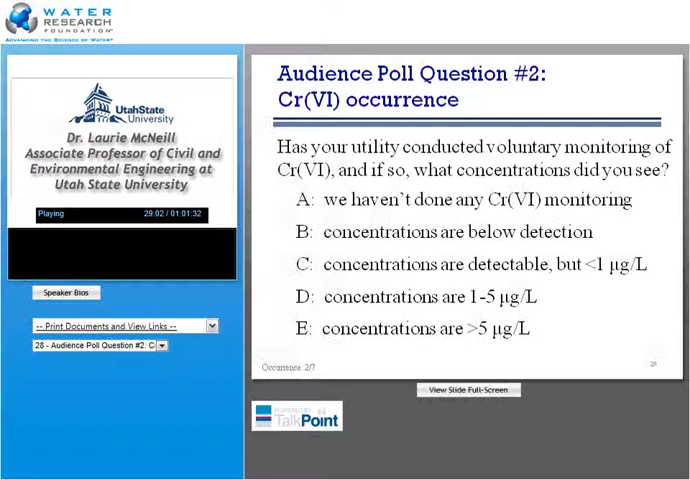 WATER
RESEARCH
FOUNDATION
ADVANCING THE SCIENCE OF WATER
UtahState
University
Dr. Laurie McNeill
Associate Professor of Civil and
Environmental Engineering at
Utah State University
Playing 29:02 / 01:01:32
Speaker Bios
-- Print Documents and View Links --
28 - Audience Poll Question #2: C
Audience Poll Question #2:
Cr(VI) occurrence
Has your utility conducted voluntary monitoring of
Cr(VI), and if so, what concentrations did you see?
A: we haven't done any Cr(VI) monitoring
B: concentrations are below detection
C: concentrations are detectable, but <1 µg/L
D: concentrations are 1-5 µg/L
E: concentrations are >5 µg/L
Occurrence: 2/7
View Slide Full-Screen
POWERED BY
TalkPoint